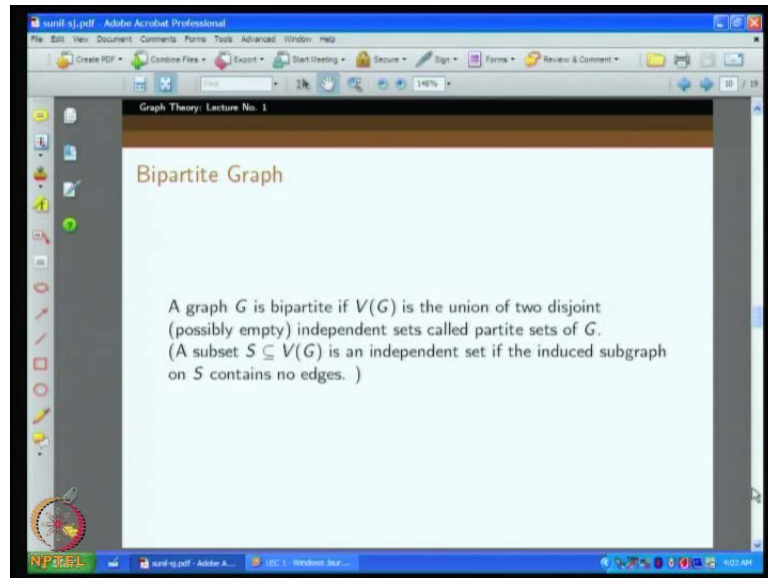 sunil-sj.pdf - Adobe Acrobat Professional
File Edit View Document Comments Forms Tools Advanced Window Help
Create PDF Combine Files Export Start Meeting Secure Sign Forms Review & Comment
Find 148% 10 / 19
Graph Theory: Lecture No. 1
Bipartite Graph
A graph G is bipartite if V(G) is the union of two disjoint
(possibly empty) independent sets called partite sets of G.
(A subset S ⊆ V(G) is an independent set if the induced subgraph
on S contains no edges. )
NPTEL
sunil-sj.pdf - Adobe A... LEC 1 - Windows Jour... 4:03 AM